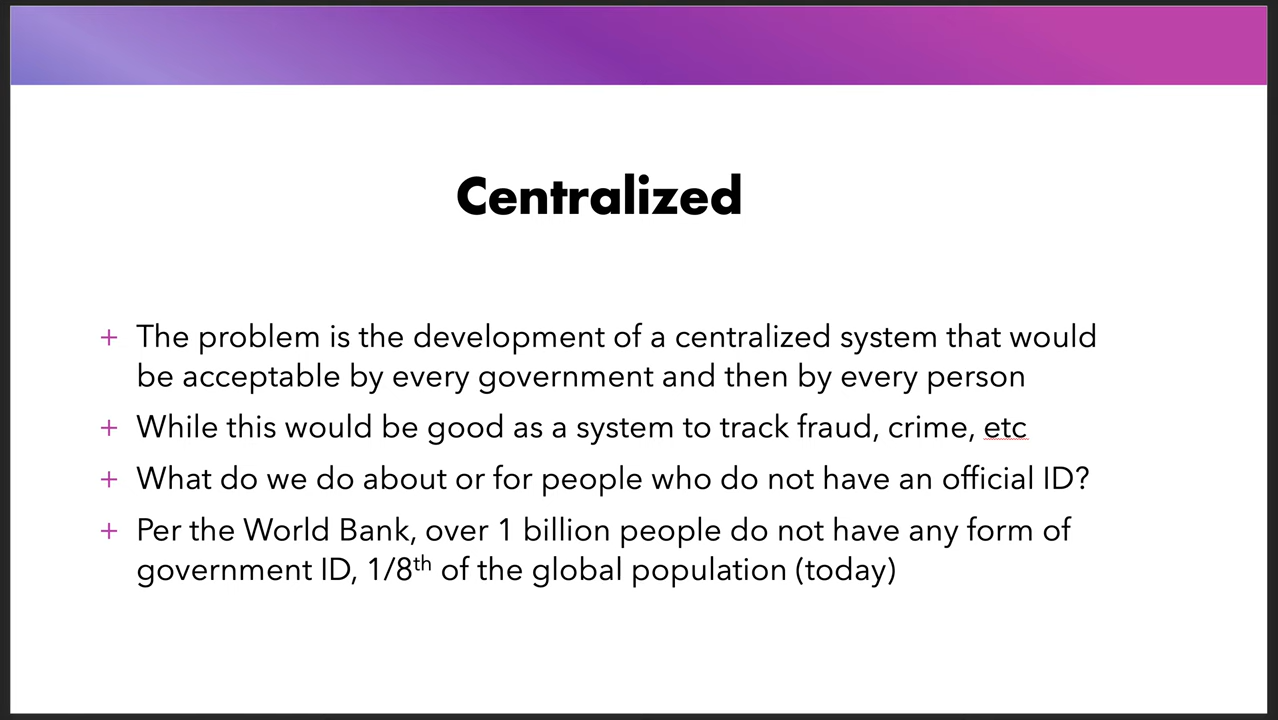 Centralized
+ The problem is the development of a centralized system that would
be acceptable by every government and then by every person
+ While this would be good as a system to track fraud, crime, etc
+ What do we do about or for people who do not have an official ID?
+ Per the World Bank, over 1 billion people do not have any form of
government ID, 1/8th of the global population (today)